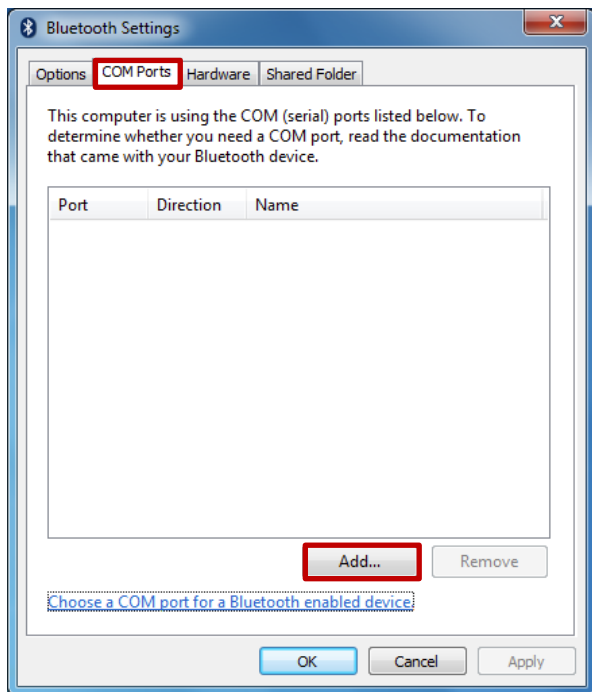 Bluetooth Settings
Options COM Ports Hardware Shared Folder
This computer is using the COM (serial) ports listed below. To
determine whether you need a COM port, read the documentation
that came with your Bluetooth device.
Port Direction Name
Add... Remove
Choose a COM port for a Bluetooth enabled device.
OK Cancel Apply